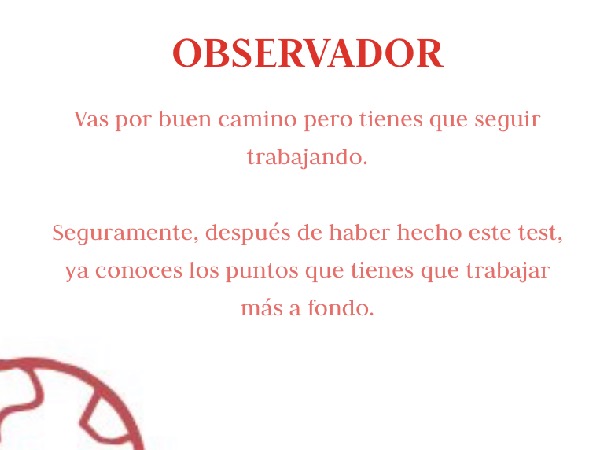 OBSERVADOR
Vas por buen camino pero tienes que seguir
trabajando.
Seguramente, después de haber hecho este test,
ya conoces los puntos que tienes que trabajar
más a fondo.